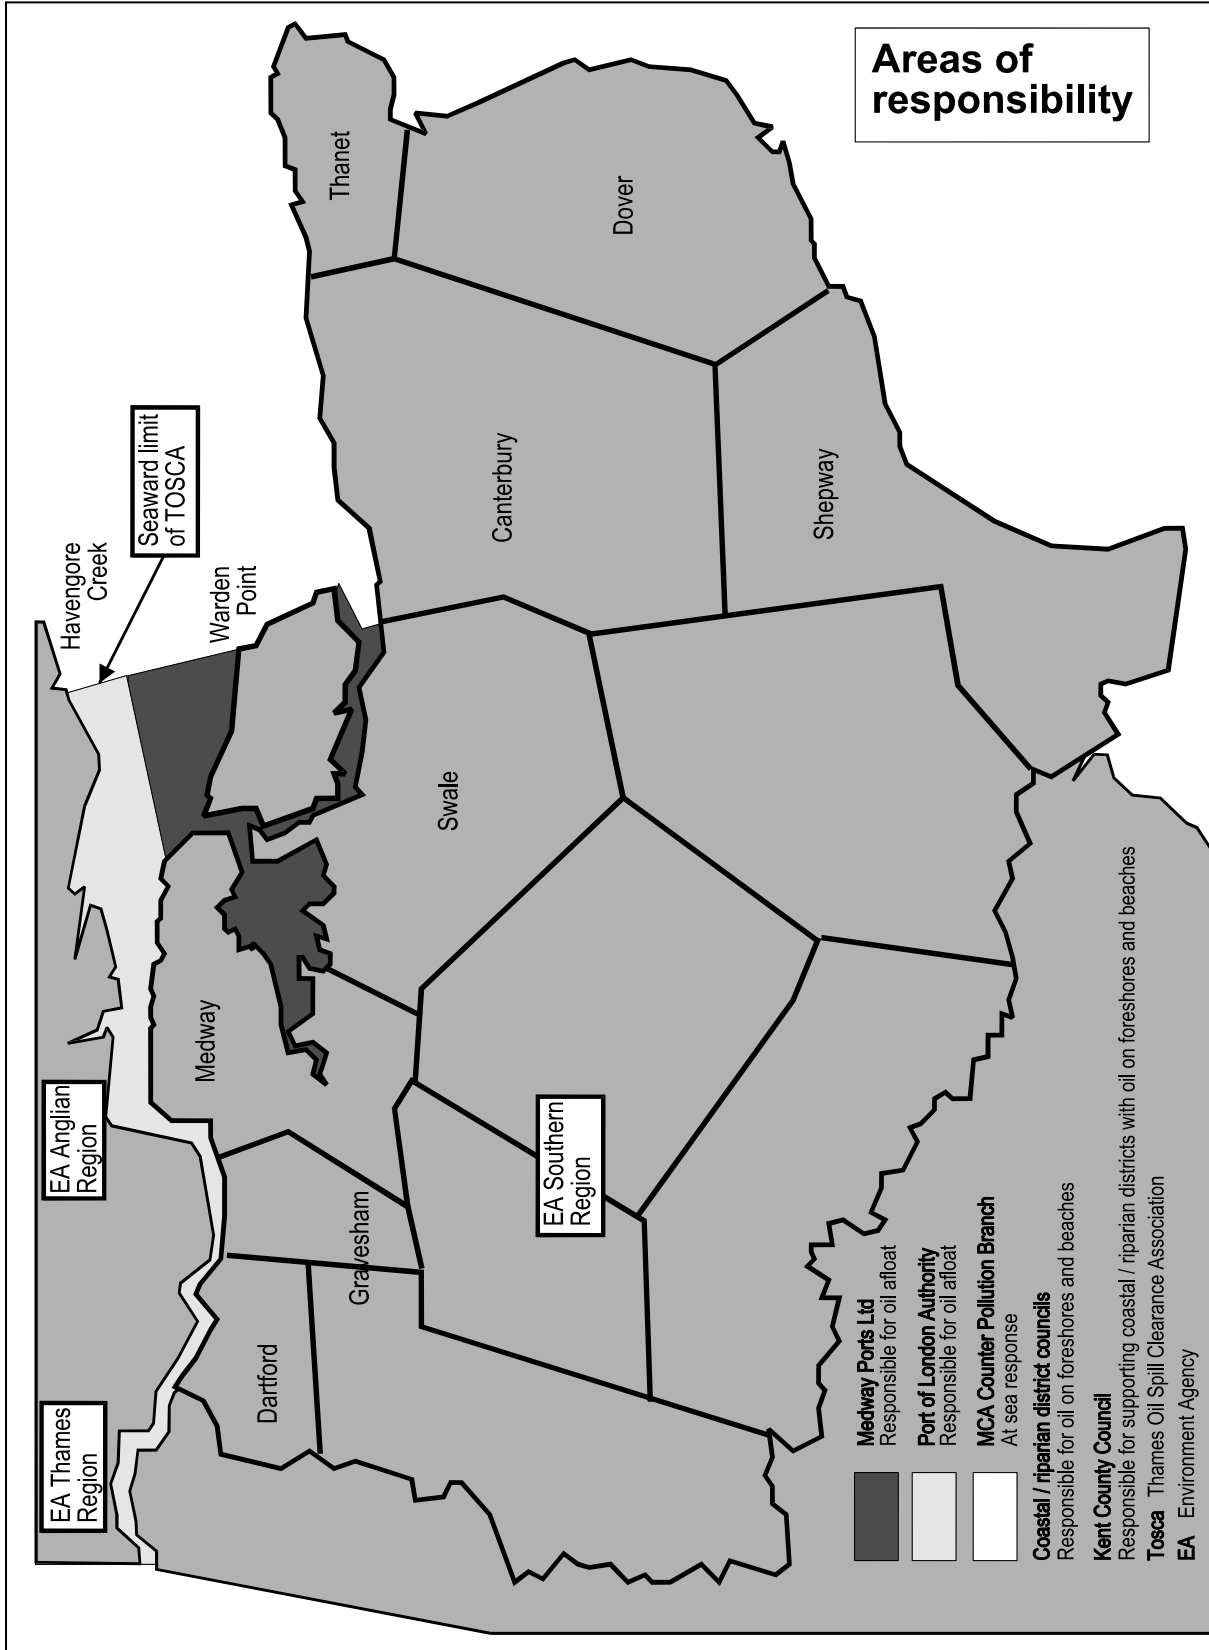 Areas of
responsibility
Thanet
Dover
Seaward limit
of TOSCA
Havengore
Creek
Warden
Point
Canterbury
Shepway
Swale
Medway
EA Anglian
Region
EA Southern
Region
Gravesham
Dartford
EA Thames
Region
Medway Ports Ltd
Responsible for oil afloat
Port of London Authority
Responsible for oil afloat
MCA Counter Pollution Branch
At sea response
Coastal / riparian district councils
Responsible for oil on foreshores and beaches
Kent County Council
Responsible for supporting coastal / riparian districts with oil on foreshores and beaches
Tosca Thames Oil Spill Clearance Association
EA Environment Agency